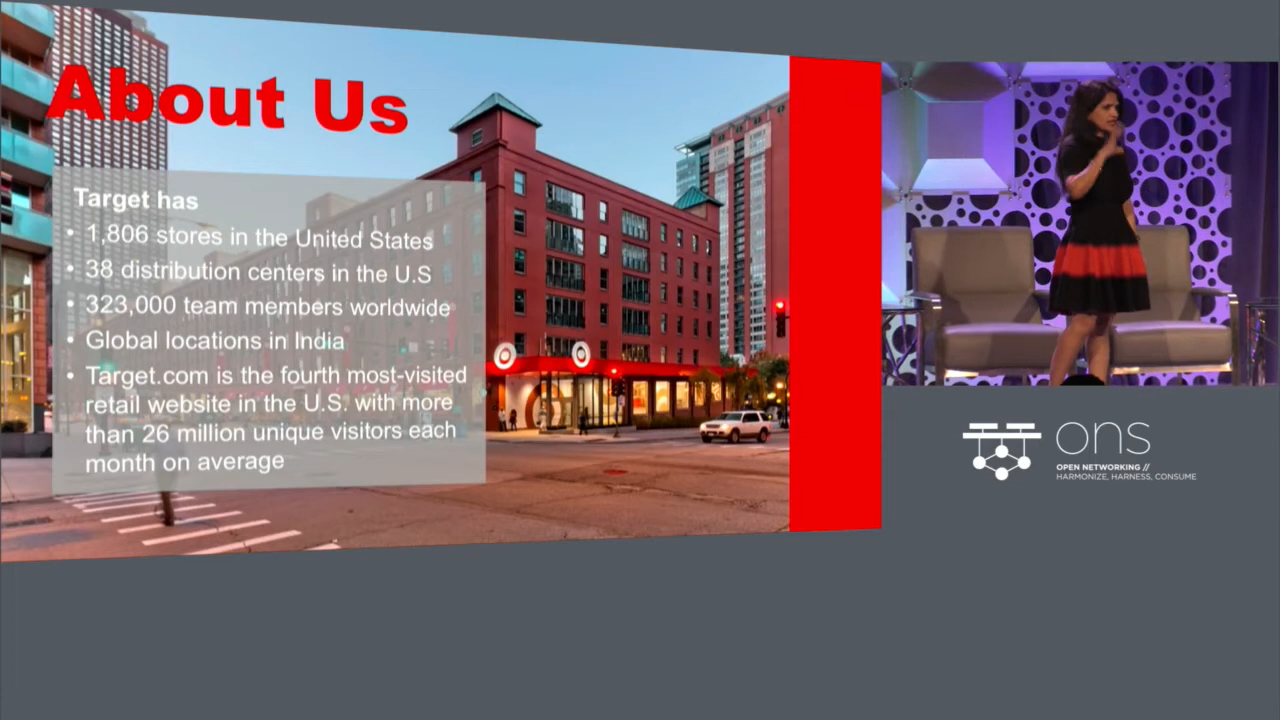 About Us
Target has
• 1,806 stores in the United States
• 38 distribution centers in the U.S
• 323,000 team members worldwide
• Global locations in India
• Target.com is the fourth most-visited
retail website in the U.S. with more
than 26 million unique visitors each
month on average
ons
OPEN NETWORKING //
HARMONIZE, HARNESS, CONSUME